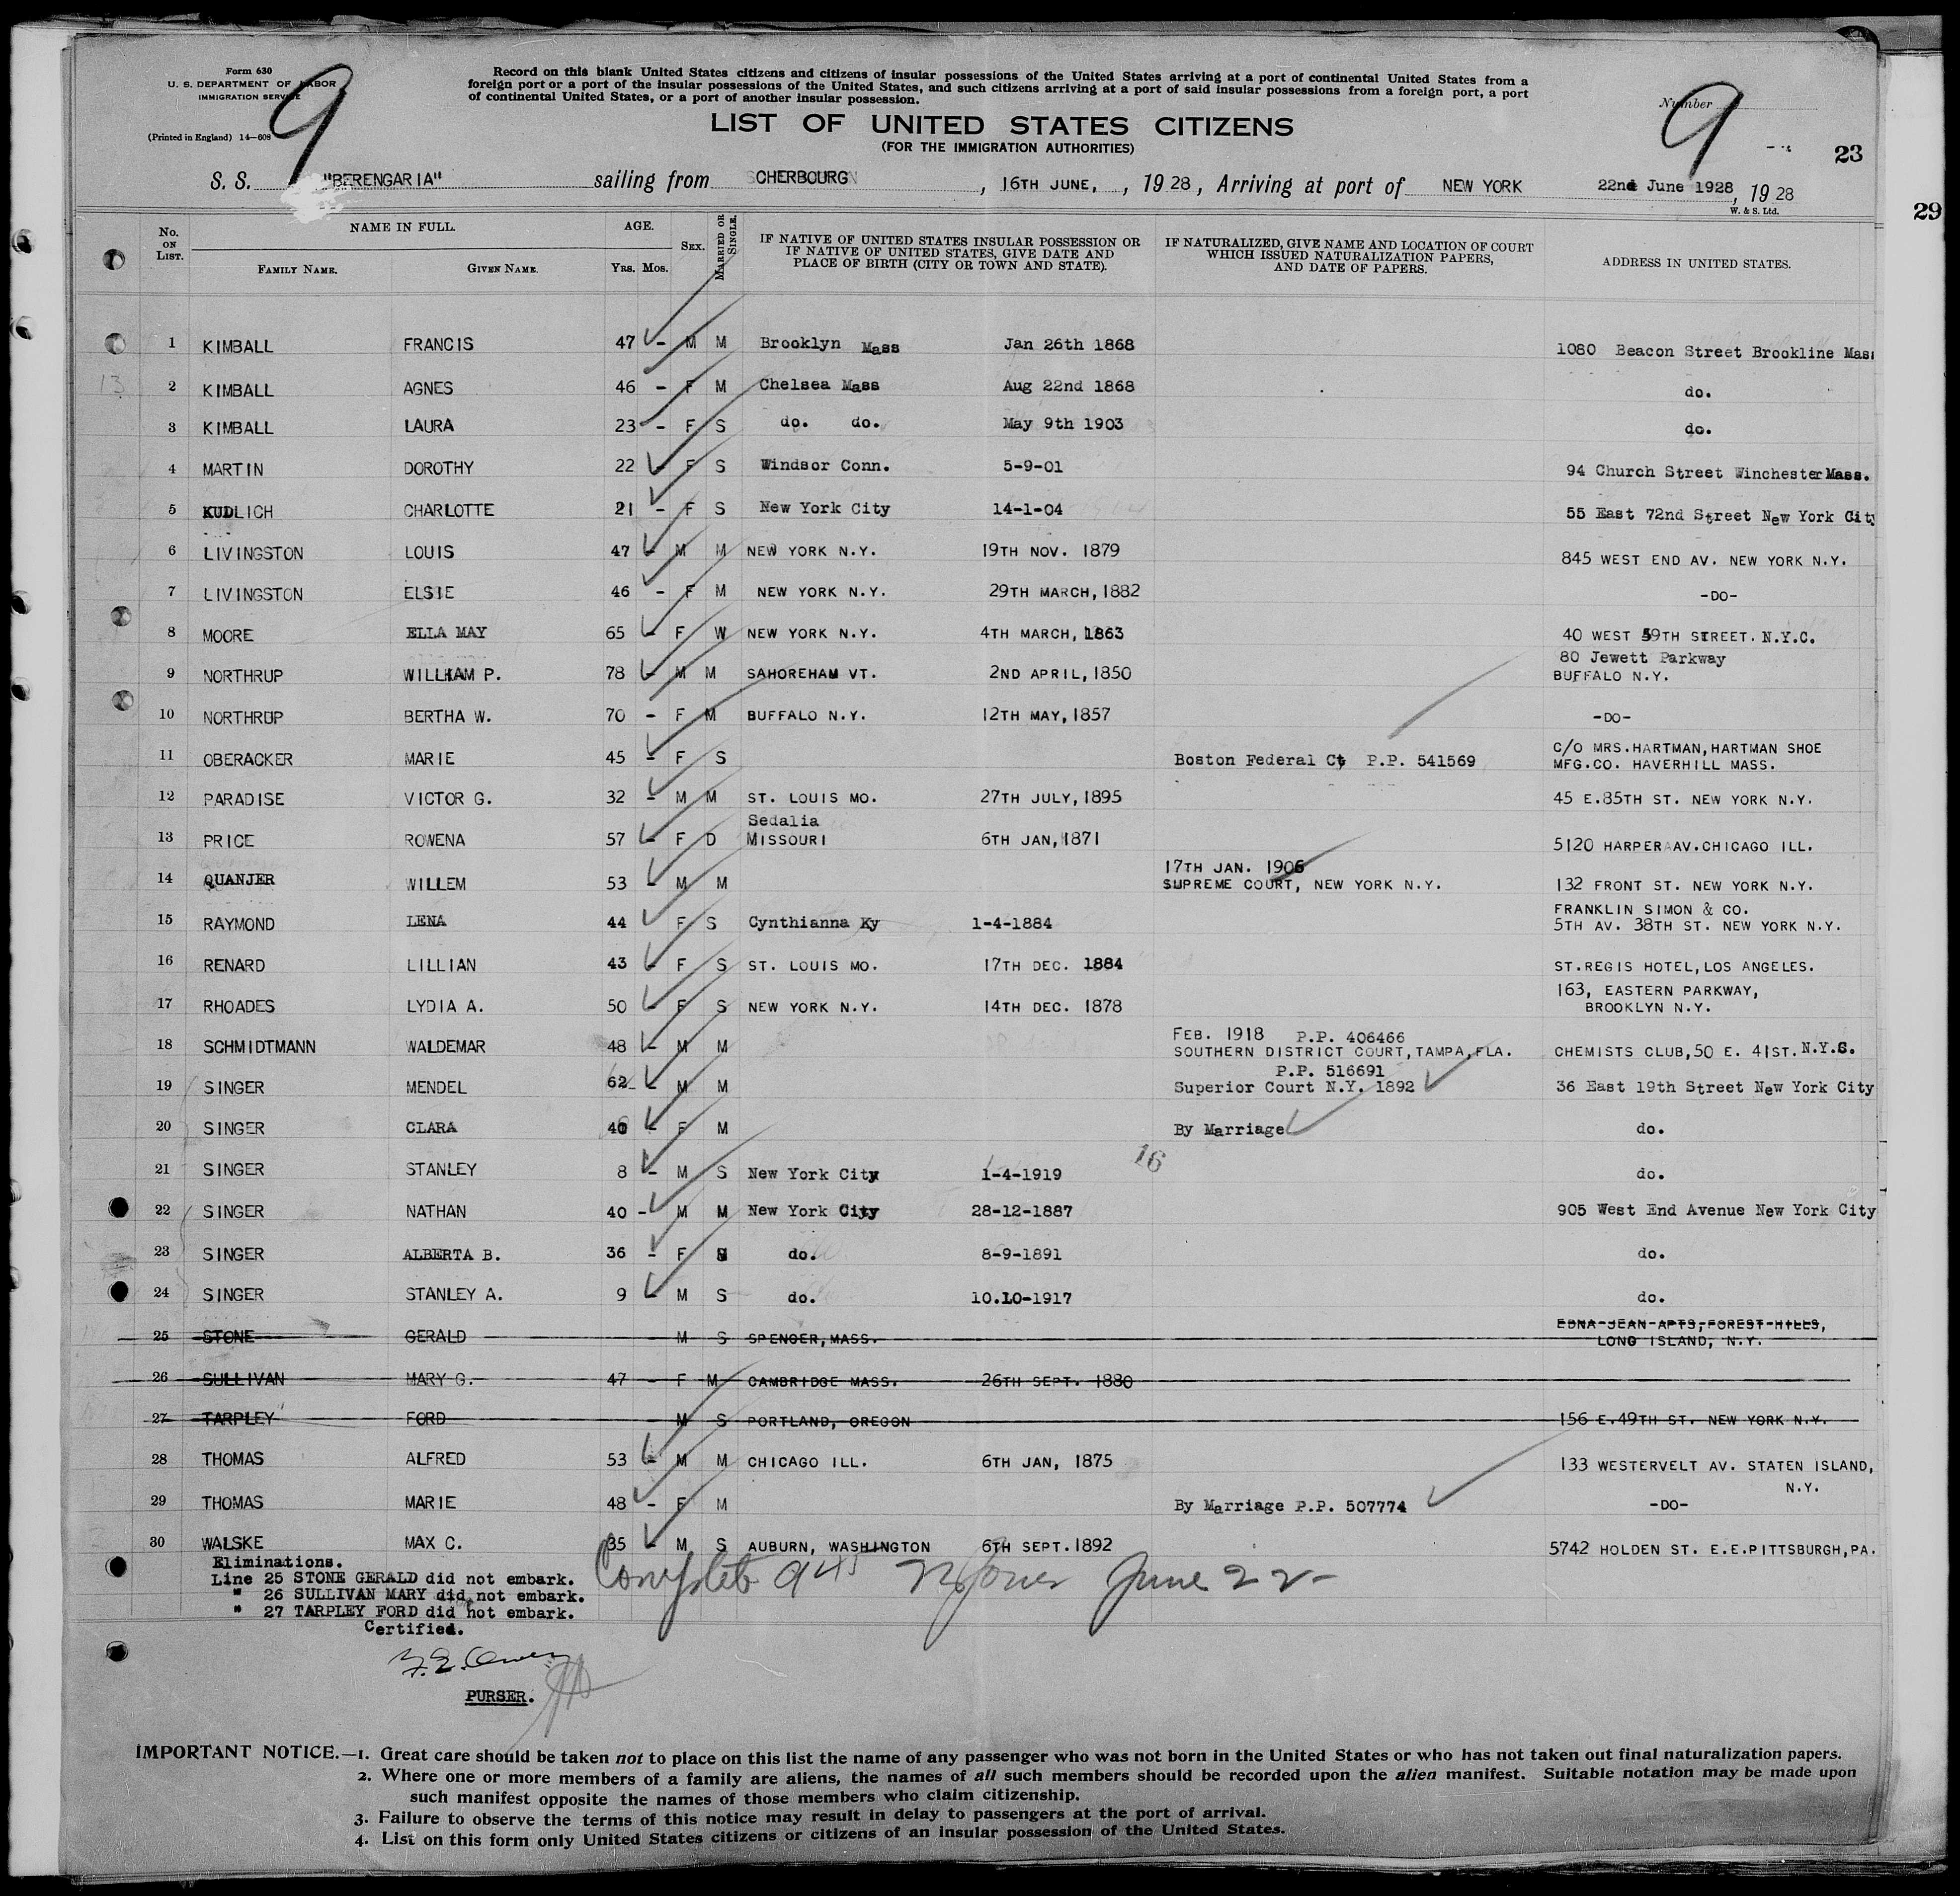 Form 630
U. S. DEPARTMENT OF LABOR
IMMIGRATION SERVICE
(Printed in England) 14—608
9
Record on this blank United States citizens and citizens of insular possessions of the United States arriving at a port of continental United States from a
foreign port or a port of the insular possessions of the United States, and such citizens arriving at a port of said insular possessions from a foreign port, a port
of continental United States, or a port of another insular possession.
LIST OF UNITED STATES CITIZENS
(FOR THE IMMIGRATION AUTHORITIES)
Number
9
23
29
S. S. "BERENGARIA" sailing from CHERBOURG, 16TH JUNE, , 1928, Arriving at port of NEW YORK 22nd June 1928, 1928
W. & S. Ltd.
No. ON LIST. NAME IN FULL. FAMILY NAME. GIVEN NAME. AGE. Yrs. Mos. SEX. MARRIED OR SINGLE. IF NATIVE OF UNITED STATES INSULAR POSSESSION OR IF NATIVE OF UNITED STATES, GIVE DATE AND PLACE OF BIRTH (CITY OR TOWN AND STATE). IF NATURALIZED, GIVE NAME AND LOCATION OF COURT WHICH ISSUED NATURALIZATION PAPERS, AND DATE OF PAPERS. ADDRESS IN UNITED STATES.
1 KIMBALL FRANCIS 47 - M M Brooklyn Mass Jan 26th 1868 1080 Beacon Street Brookline Mass
13
2 KIMBALL AGNES 46 - F M Chelsea Mass Aug 22nd 1868 do.
3 KIMBALL LAURA 23 - F S do. do. May 9th 1903 do.
4 MARTIN DOROTHY 22 - F S Windsor Conn. 5-9-01 94 Church Street Winchester Mass.
5 KUDLICH CHARLOTTE 21 - F S New York City 14-1-04 55 East 72nd Street New York City
6 LIVINGSTON LOUIS 47 - M M NEW YORK N.Y. 19TH NOV. 1879 845 WEST END AV. NEW YORK N.Y.
7 LIVINGSTON ELSIE 46 - F M NEW YORK N.Y. 29TH MARCH, 1882 -DO-
8 MOORE ELLA MAY 65 - F W NEW YORK N.Y. 4TH MARCH, 1863 40 WEST 59TH STREET. N.Y.C.
9 NORTHRUP WILLIAM P. 78 - M M SAHOREHAM VT. 2ND APRIL, 1850 80 Jewett Parkway
BUFFALO N.Y.
10 NORTHRUP BERTHA W. 70 - F M BUFFALO N.Y. 12TH MAY, 1857 -DO-
11 OBERACKER MARIE 45 - F S Boston Federal Ct P.P. 541569 C/O MRS. HARTMAN, HARTMAN SHOE
MFG.CO. HAVERHILL MASS.
12 PARADISE VICTOR G. 32 - M M ST. LOUIS MO. 27TH JULY, 1895 45 E.85TH ST. NEW YORK N.Y.
Sedalia
13 PRICE ROWENA 57 - F D MISSOURI 6TH JAN, 1871 5120 HARPER AV. CHICAGO ILL.
17TH JAN. 1906
14 QUANJER WILLEM 53 - M M SUPREME COURT, NEW YORK N.Y. 132 FRONT ST. NEW YORK N.Y.
FRANKLIN SIMON & CO.
15 RAYMOND LENA 44 F S Cynthianna Ky 1-4-1884 5TH AV. 38TH ST. NEW YORK N.Y.
16 RENARD LILLIAN 43 - F S ST. LOUIS MO. 17TH DEC. 1884 ST.REGIS HOTEL, LOS ANGELES.
17 RHOADES LYDIA A. 50 - F S NEW YORK N.Y. 14TH DEC. 1878 163, EASTERN PARKWAY,
BROOKLYN N.Y.
FEB. 1918 P.P. 406466
18 SCHMIDTMANN WALDEMAR 48 - M M SOUTHERN DISTRICT COURT, TAMPA, FLA. CHEMISTS CLUB, 50 E. 41ST. N.Y.C.
P.P. 516691
19 SINGER MENDEL 62 - M M Superior Court N.Y. 1892 36 East 19th Street New York City
20 SINGER CLARA 40 - F M By Marriage do.
16
21 SINGER STANLEY 8 - M S New York City 1-4-1919 do.
22 SINGER NATHAN 40 - M M New York City 28-12-1887 905 West End Avenue New York City
23 SINGER ALBERTA B. 36 - F do. 8-9-1891 do.
24 SINGER STANLEY A. 9 - M S do. 10.10-1917 do.
25 STONE GERALD M S SPENCER, MASS. EDNA-JEAN-APTS, FOREST-HILLS,
LONG ISLAND, N.Y.
26 SULLIVAN MARY G. 47 - F M CAMBRIDGE MASS. 26TH SEPT. 1880
27 TARPLEY FORD M S PORTLAND, OREGON 156 E.49TH ST. NEW YORK N.Y.
28 THOMAS ALFRED 53 - M M CHICAGO ILL. 6TH JAN, 1875 133 WESTERVELT AV. STATEN ISLAND,
N.Y.
29 THOMAS MARIE 48 - F M By Marriage P.P. 507774 -DO-
30 WALSKE MAX C. 35 - M S AUBURN, WASHINGTON 6TH SEPT. 1892 5742 HOLDEN ST. E.E.PITTSBURGH, PA.
Eliminations.
Line 25 STONE GERALD did not embark.
" 26 SULLIVAN MARY did not embark.
" 27 TARPLEY FORD did not embark.
Certified.
Complete 945 June 22-
PURSER.
IMPORTANT NOTICE.—1. Great care should be taken not to place on this list the name of any passenger who was not born in the United States or who has not taken out final naturalization papers.
2. Where one or more members of a family are aliens, the names of all such members should be recorded upon the alien manifest. Suitable notation may be made upon
such manifest opposite the names of those members who claim citizenship.
3. Failure to observe the terms of this notice may result in delay to passengers at the port of arrival.
4. List on this form only United States citizens or citizens of an insular possession of the United States.